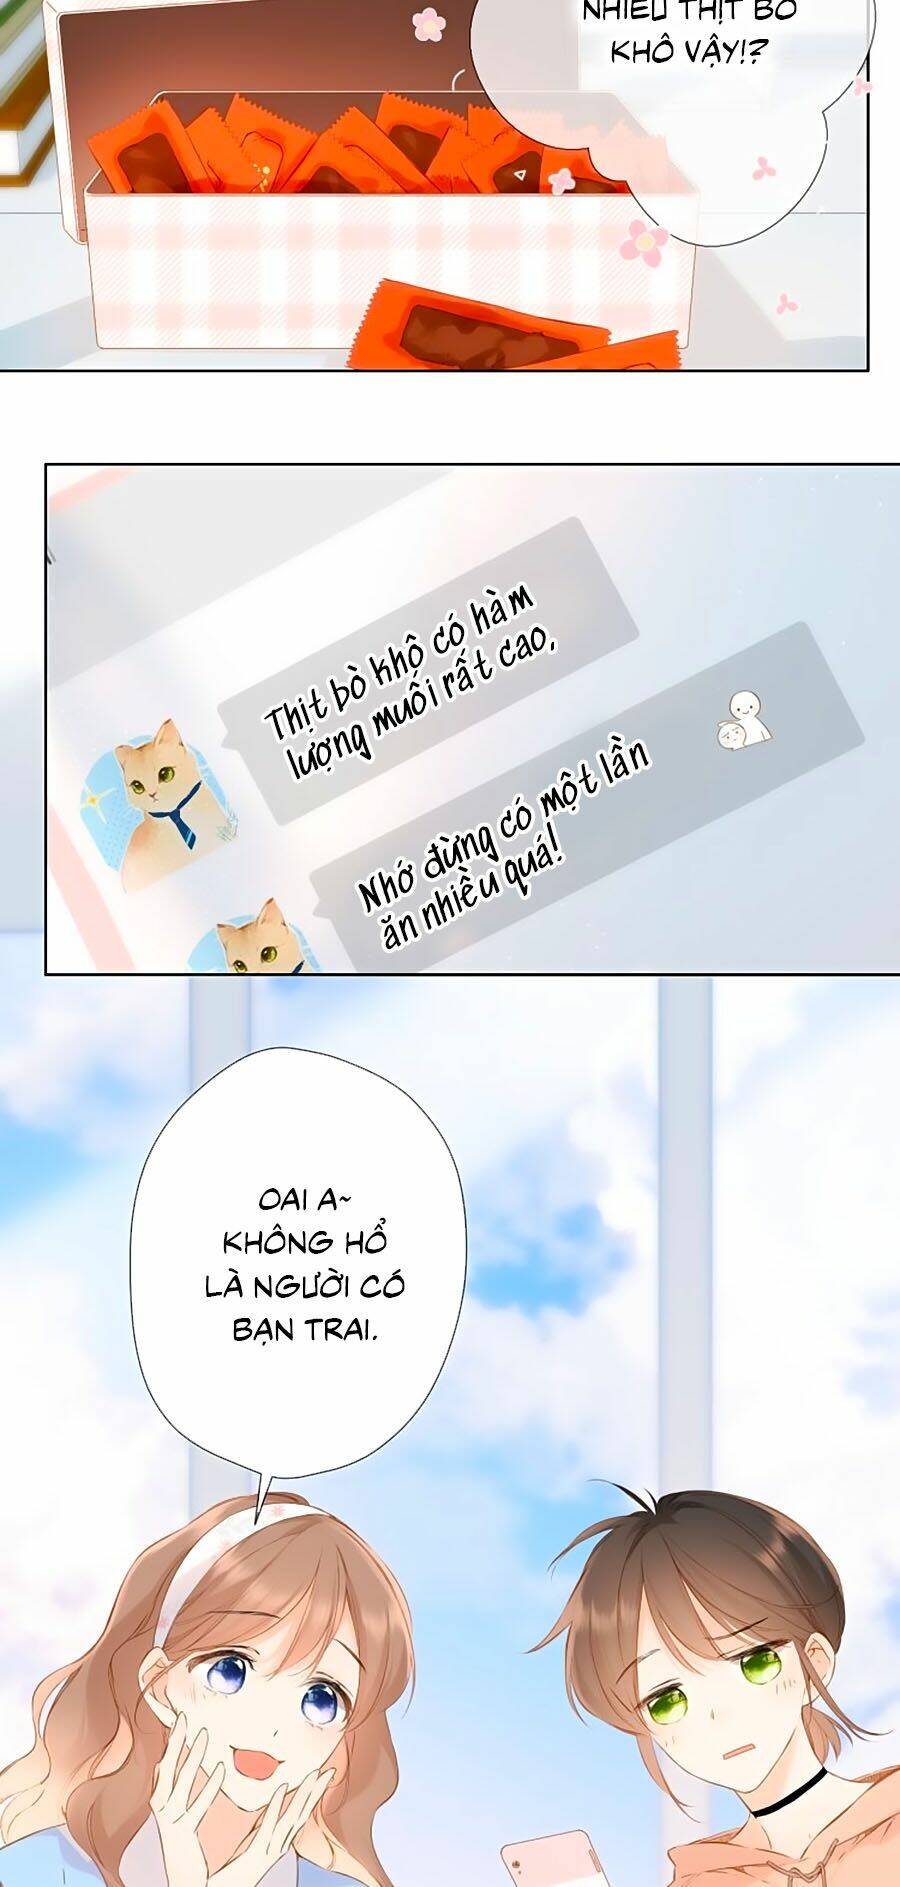 NHIỀU THỊT BÒ
KHÔ VẬY!?
Thịt bò khô có hàm
lượng muối rất cao,
Nhớ đừng có một lần
ăn nhiều quá!
OAI A~
KHÔNG HỔ
LÀ NGƯỜI CÓ
BẠN TRAI.